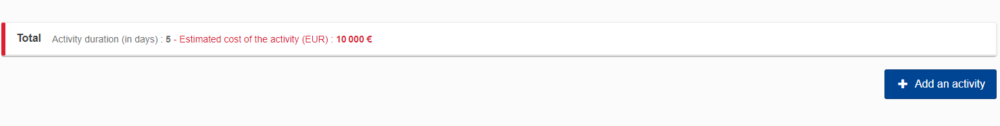 Total Activity duration (in days) : 5 - Estimated cost of the activity (EUR) : 10 000 €
Add an activity